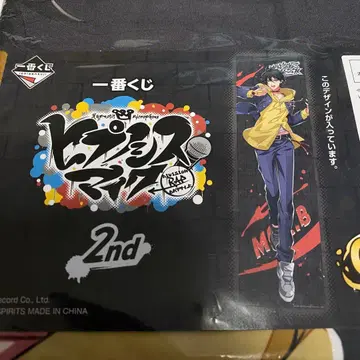 一番くじ
一番くじ
Hypnosis Microphone
ヒプノシス
マイク
Division RAP Battle
2nd
このデザインが入っています。
M.C.B
ecord Co., Ltd.
SPIRITS MADE IN CHINA